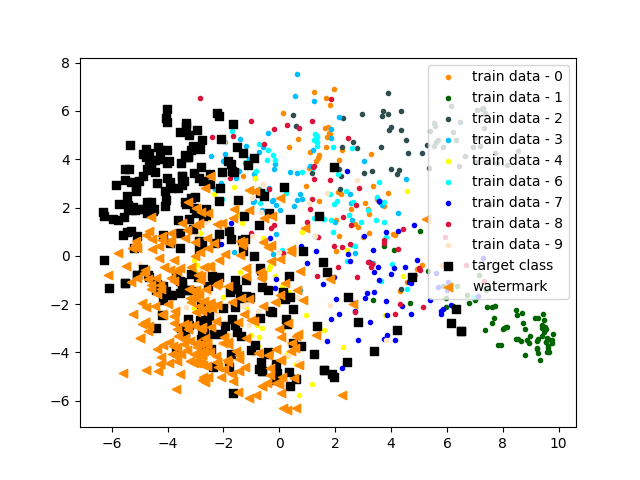 8
6
4
2
0
−2
−4
−6
−6
−4
−2
0
2
4
6
8
10
train data - 0
train data - 1
train data - 2
train data - 3
train data - 4
train data - 6
train data - 7
train data - 8
train data - 9
target class
watermark